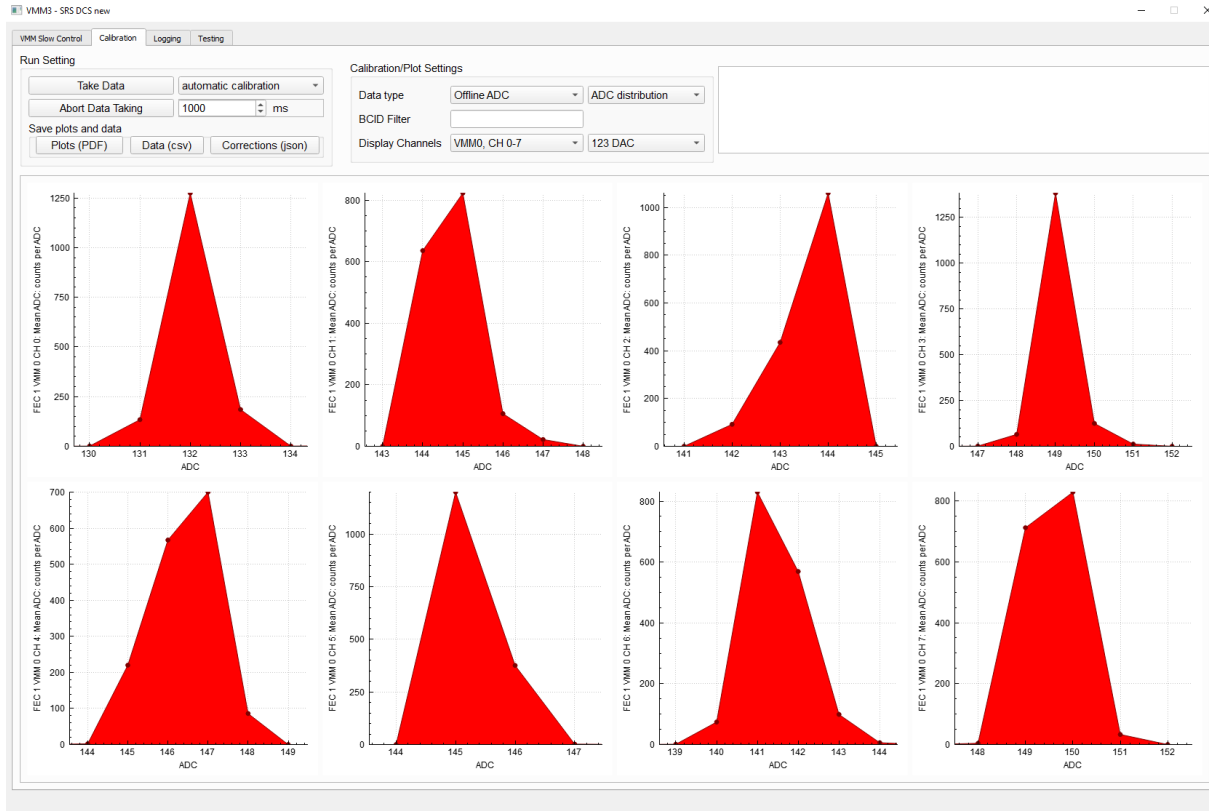 VMM3 - SRS DCS new
VMM Slow Control Calibration Logging Testing
Run Setting
Take Data automatic calibration
Abort Data Taking 1000 ms
Save plots and data
Plots (PDF) Data (csv) Corrections (json)
Calibration/Plot Settings
Data type Offline ADC ADC distribution
BCID Filter
Display Channels VMM0, CH 0-7 123 DAC
FEC 1 VMM 0 CH 0: Mean ADC: counts per ADC
1250
1000
750
500
250
0
130 131 132 133 134
ADC
FEC 1 VMM 0 CH 1: Mean ADC: counts per ADC
800
600
400
200
0
143 144 145 146 147 148
ADC
FEC 1 VMM 0 CH 2: Mean ADC: counts per ADC
1000
800
600
400
200
0
141 142 143 144 145
ADC
FEC 1 VMM 0 CH 3: Mean ADC: counts per ADC
1250
1000
750
500
250
0
147 148 149 150 151 152
ADC
FEC 1 VMM 0 CH 4: Mean ADC: counts per ADC
700
600
500
400
300
200
100
0
144 145 146 147 148 149
ADC
FEC 1 VMM 0 CH 5: Mean ADC: counts per ADC
1000
750
500
250
0
144 145 146 147
ADC
FEC 1 VMM 0 CH 6: Mean ADC: counts per ADC
800
600
400
200
0
139 140 141 142 143 144
ADC
FEC 1 VMM 0 CH 7: Mean ADC: counts per ADC
800
600
400
200
0
148 149 150 151 152
ADC